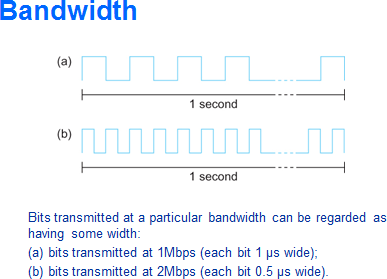 Bandwidth
(a)
1 second
(b)
1 second
Bits transmitted at a particular bandwidth can be regarded as
having some width:
(a) bits transmitted at 1Mbps (each bit 1 μs wide);
(b) bits transmitted at 2Mbps (each bit 0.5 μs wide).